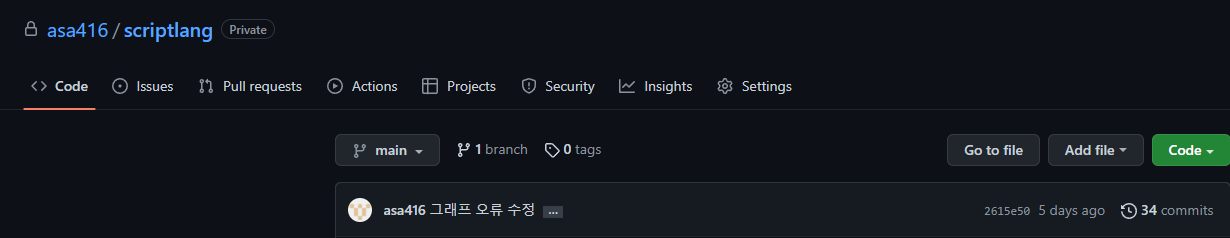 asa416 / scriptlang Private
Code Issues Pull requests Actions Projects Security Insights Settings
main 1 branch 0 tags Go to file Add file Code
asa416 그래프 오류 수정 ... 2615e50 5 days ago 34 commits